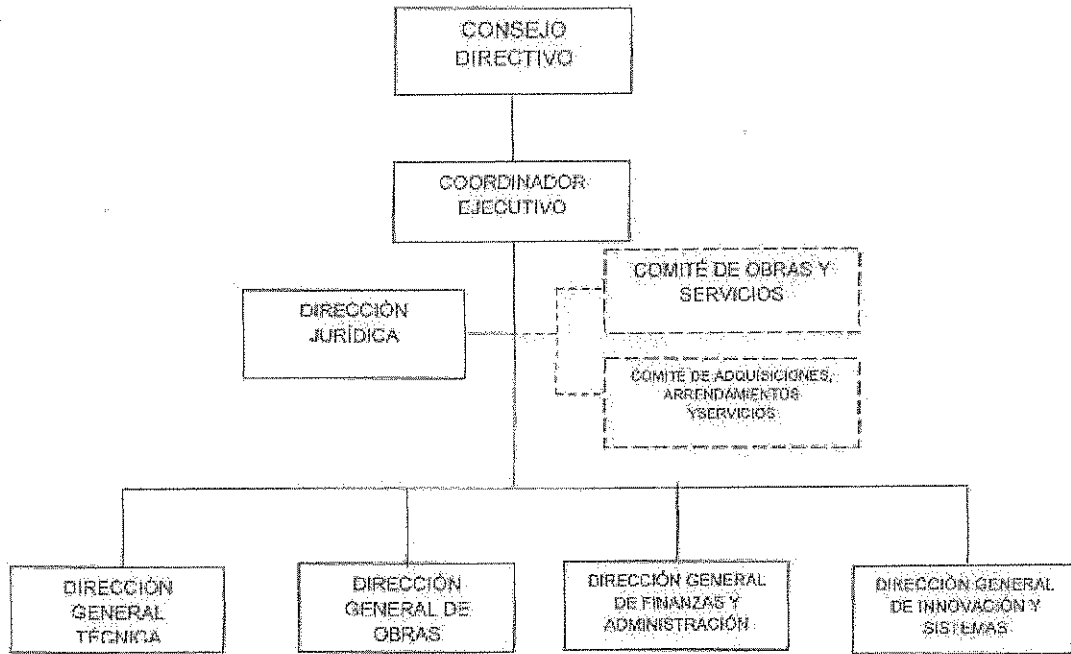 CONSEJO
DIRECTIVO
COORDINADOR
EJECUTIVO
COMITÉ DE OBRAS Y
SERVICIOS
DIRECCIÓN
JURÍDICA
COMITÉ DE ADQUISICIONES,
ARRENDAMIENTOS
YSERVICIOS
DIRECCIÓN
GENERAL
TÉCNICA
DIRECCIÓN
GENERAL DE
OBRAS
DIRECCIÓN GENERAL
DE FINANZAS Y
ADMINISTRACIÓN
DIRECCIÓN GENERAL
DE INNOVACIÓN Y
SISTEMAS